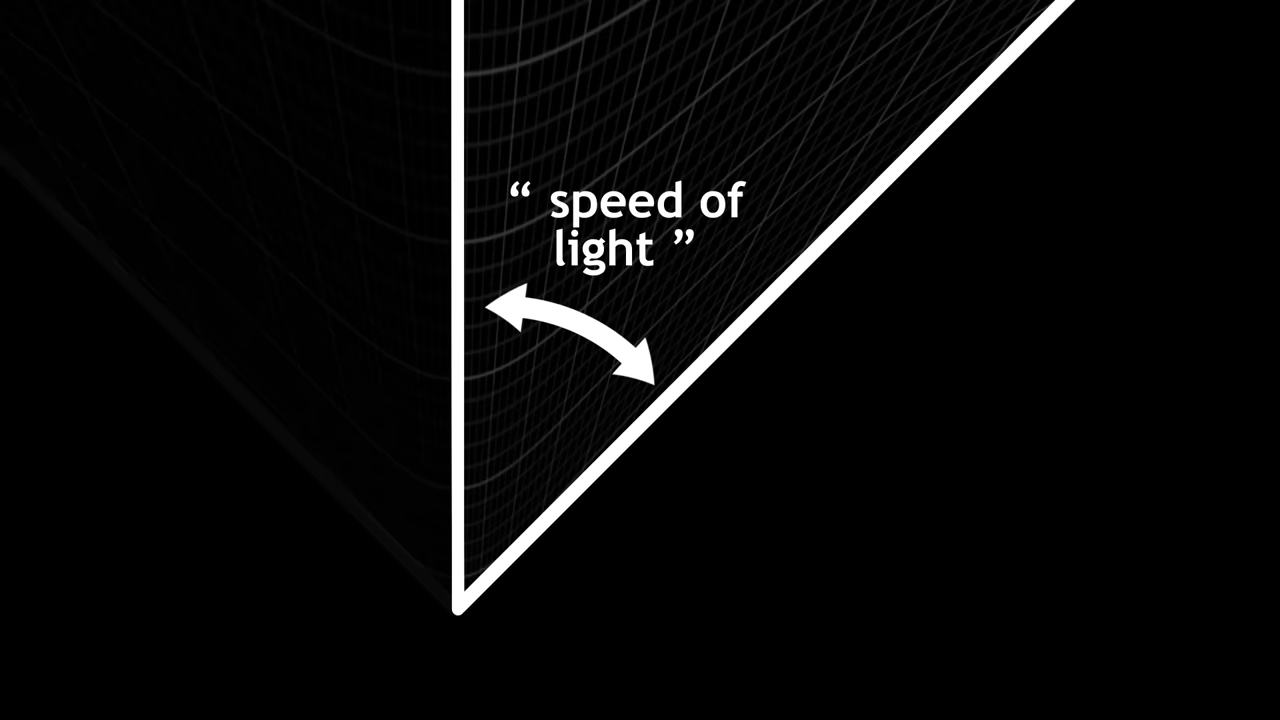 “ speed of
light ”